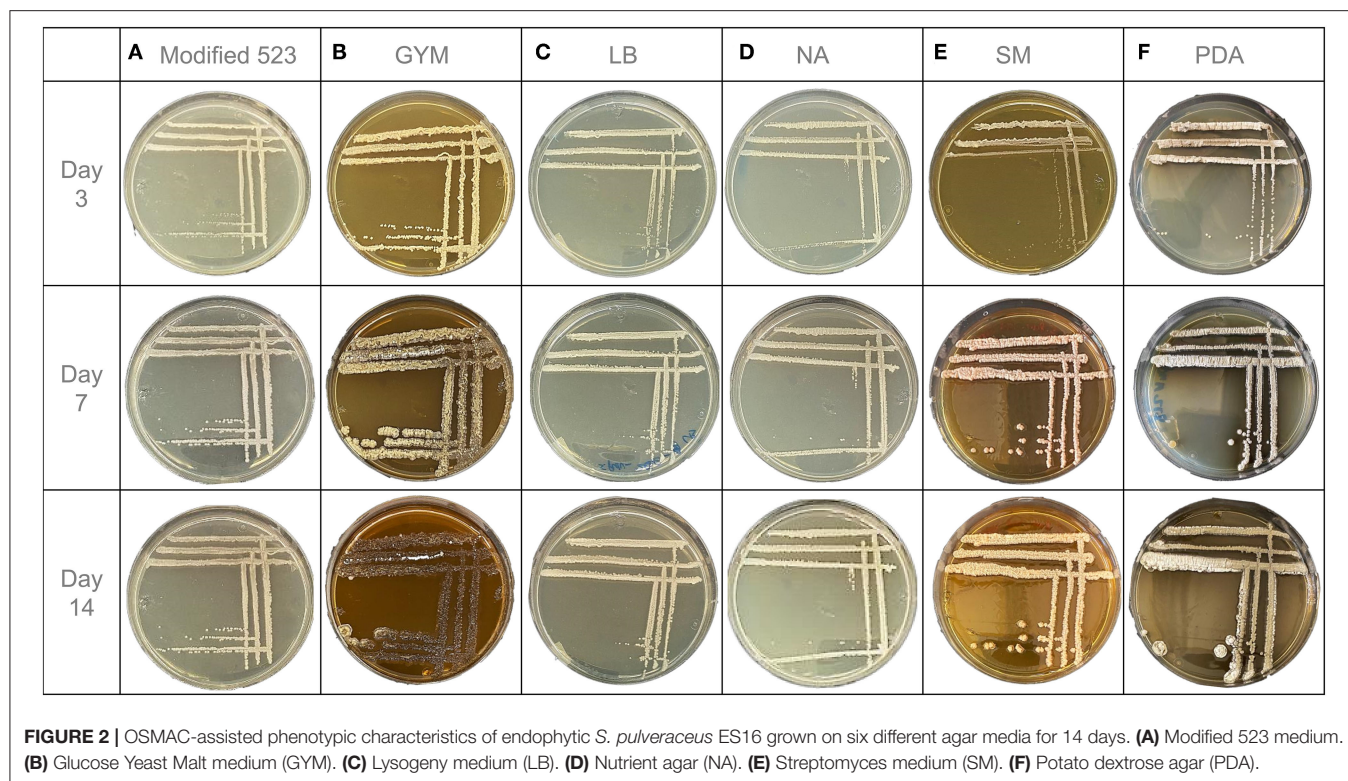 A Modified 523
B GYM
C LB
D NA
E SM
F PDA
Day
3
Day
7
Day
14
FIGURE 2 | OSMAC-assisted phenotypic characteristics of endophytic S. pulveraceus ES16 grown on six different agar media for 14 days. (A) Modified 523 medium.
(B) Glucose Yeast Malt medium (GYM). (C) Lysogeny medium (LB). (D) Nutrient agar (NA). (E) Streptomyces medium (SM). (F) Potato dextrose agar (PDA).